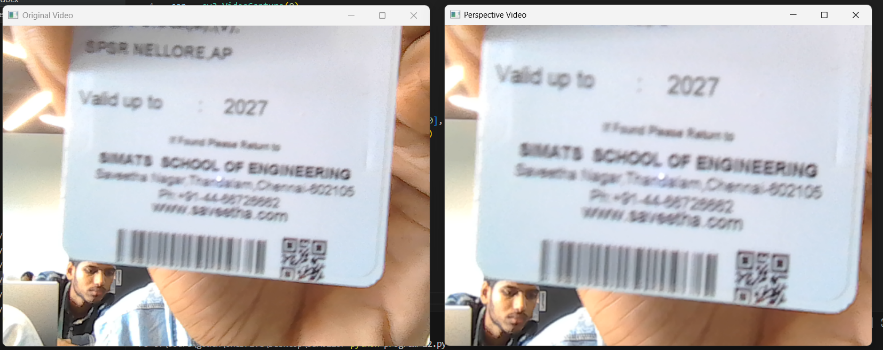 Original Video
SPSR NELLORE,AP
Valid up to : 2027
If Found Please Return to
SIMATS SCHOOL OF ENGINEERING
Saveetha Nagar,Thandalam,Chennai-602105
Ph:+91-44-66726662
www.saveetha.com
Perspective Video
Valid up to : 2027
If Found Please Return to
SIMATS SCHOOL OF ENGINEERING
Saveetha Nagar,Thandalam,Chennai-602105
Ph:+91-44-66726662
www.saveetha.com